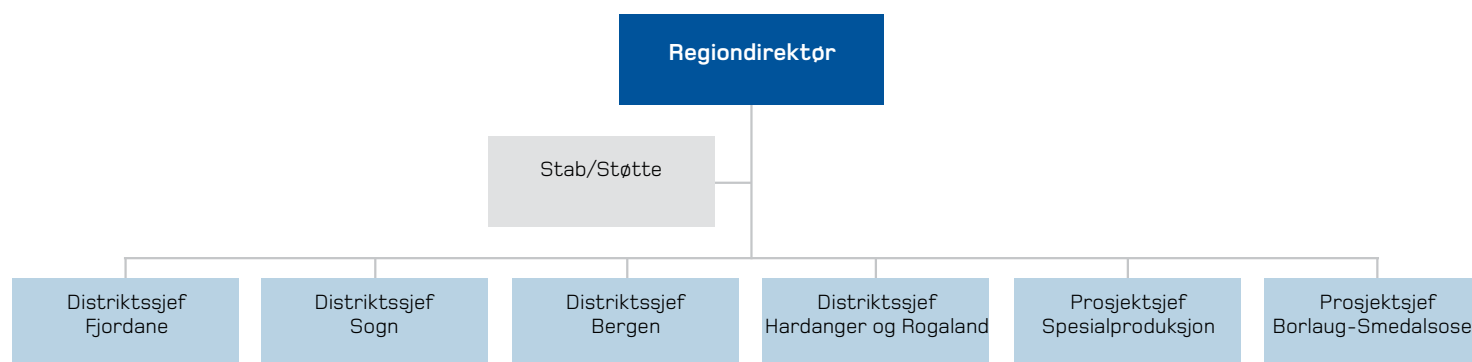 Regiondirektør
Stab/Støtte
Distriktssjef
Fjordane
Distriktssjef
Sogn
Distriktssjef
Bergen
Distriktssjef
Hardanger og Rogaland
Prosjektsjef
Spesialproduksjon
Prosjektsjef
Borlaug-Smedalsose